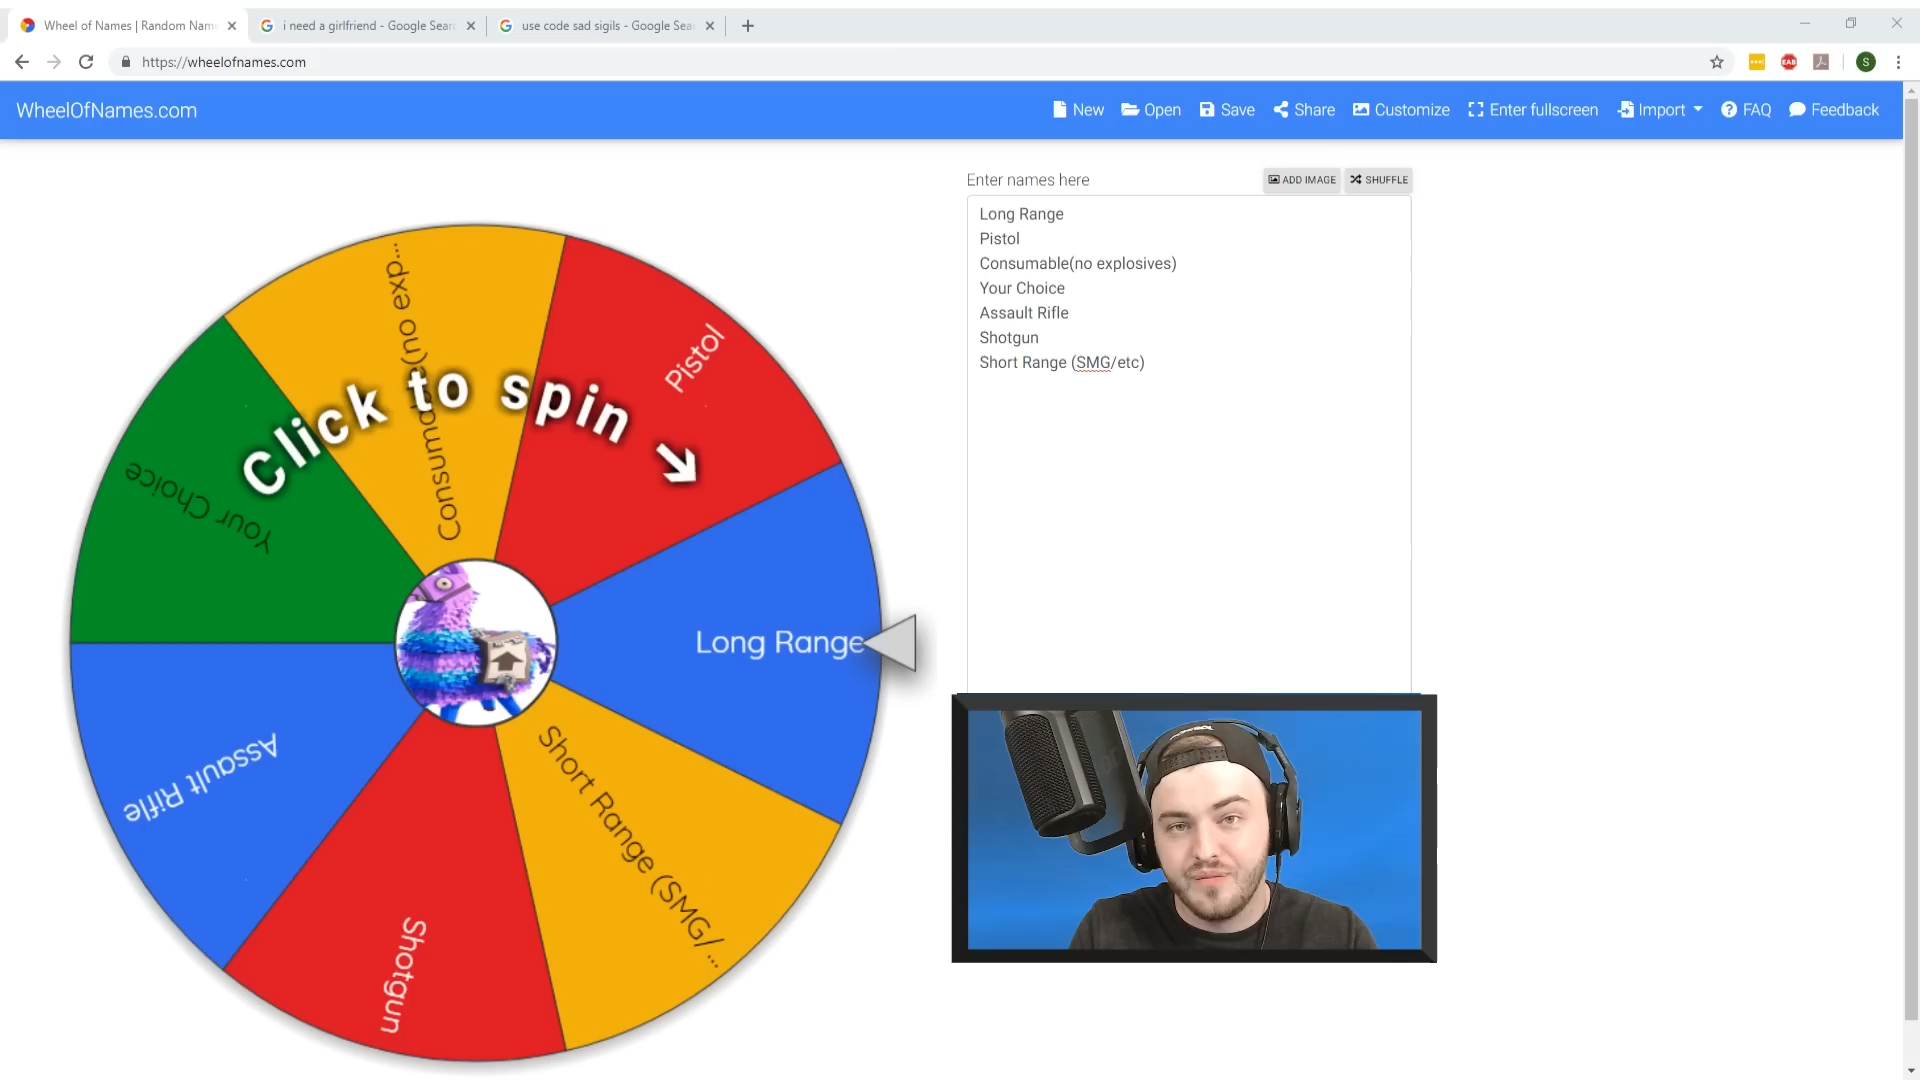 Wheel of Names | Random Name
i need a girlfriend - Google Sear
use code sad sigils - Google Sea
https://wheelofnames.com
EAB
S
WheelOfNames.com
New
Open
Save
Share
Customize
Enter fullscreen
Import
FAQ
Feedback
Enter names here
ADD IMAGE
SHUFFLE
Long Range
Pistol
Consumable(no explosives)
Your Choice
Assault Rifle
Shotgun
Short Range (SMG/etc)
Click to spin
Consumable(no exp...
Pistol
Your Choice
Long Range
Assault Rifle
Short Range (SMG/...
Shotgun